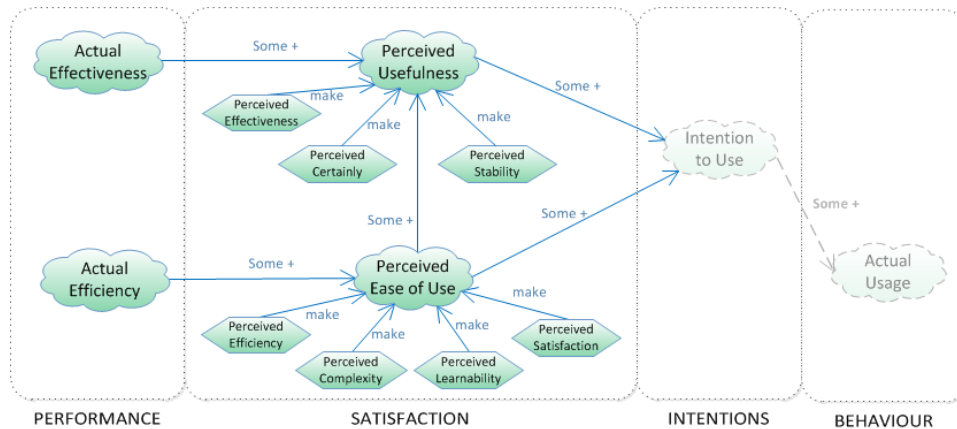 Actual
Effectiveness
Some +
Perceived
Usefulness
Some +
Perceived
Effectiveness
make
make
make
Perceived
Certainly
Perceived
Stability
Intention
to Use
Some +
Some +
Some +
Actual
Efficiency
Some +
Perceived
Ease of Use
Actual
Usage
Perceived
Efficiency
make
make
make
make
Perceived
Satisfaction
Perceived
Complexity
Perceived
Learnability
PERFORMANCE
SATISFACTION
INTENTIONS
BEHAVIOUR